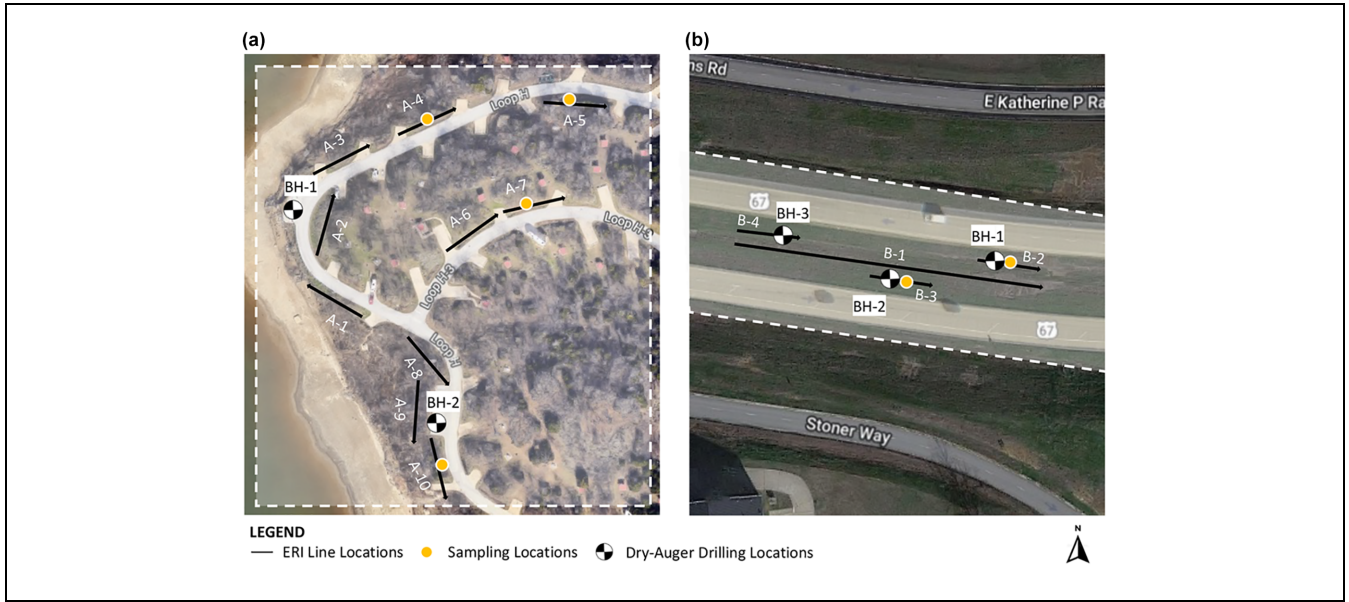 (a)
A-4
Loop H
A-5
A-3
BH-1
A-7
A-2
A-6
Loop H-3
Loop H-3
A-1
Loop H
A-8
BH-2
A-9
A-10
(b)
ns Rd
E Katherine P Ra
67
B-4
BH-3
BH-1
B-1
B-2
BH-2
B-3
67
Stoner Way
LEGEND
ERI Line Locations
Sampling Locations
Dry-Auger Drilling Locations
N